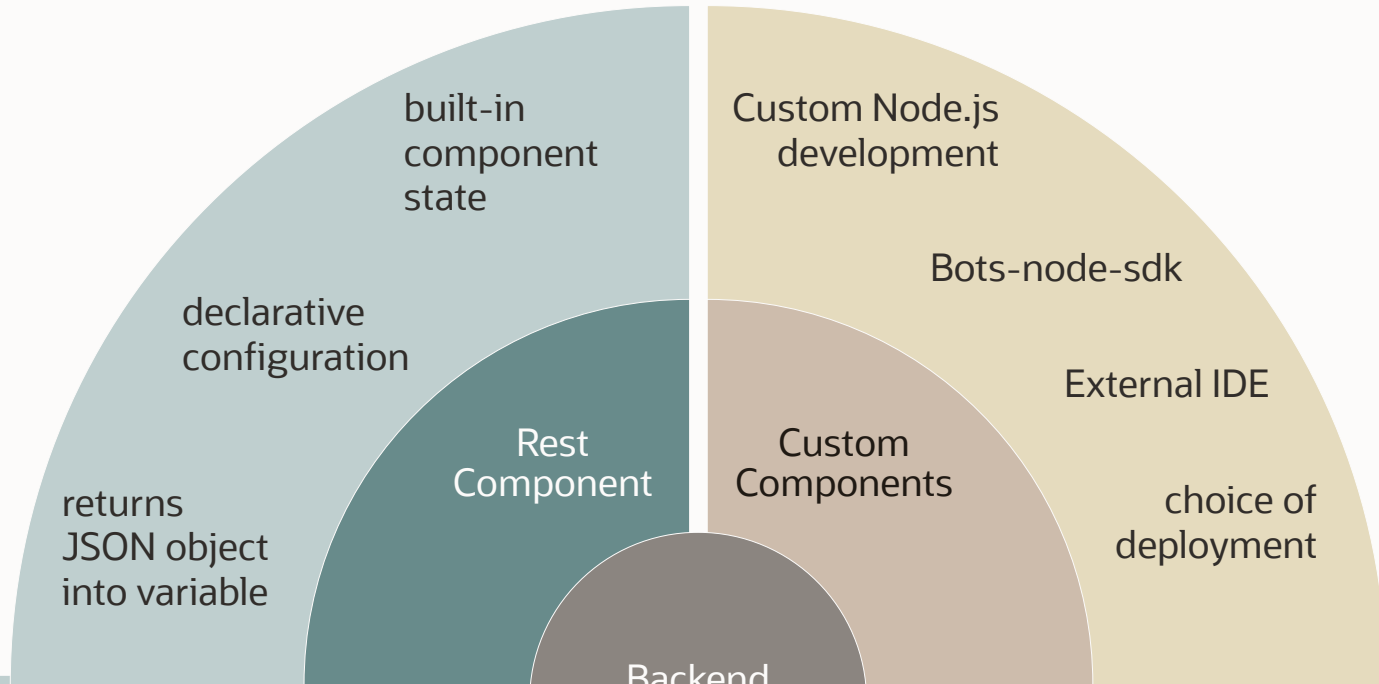 built-in
component
state
declarative
configuration
returns
JSON object
into variable
Rest
Component
Custom Node.js
development
Bots-node-sdk
External IDE
choice of
deployment
Custom
Components
Backend